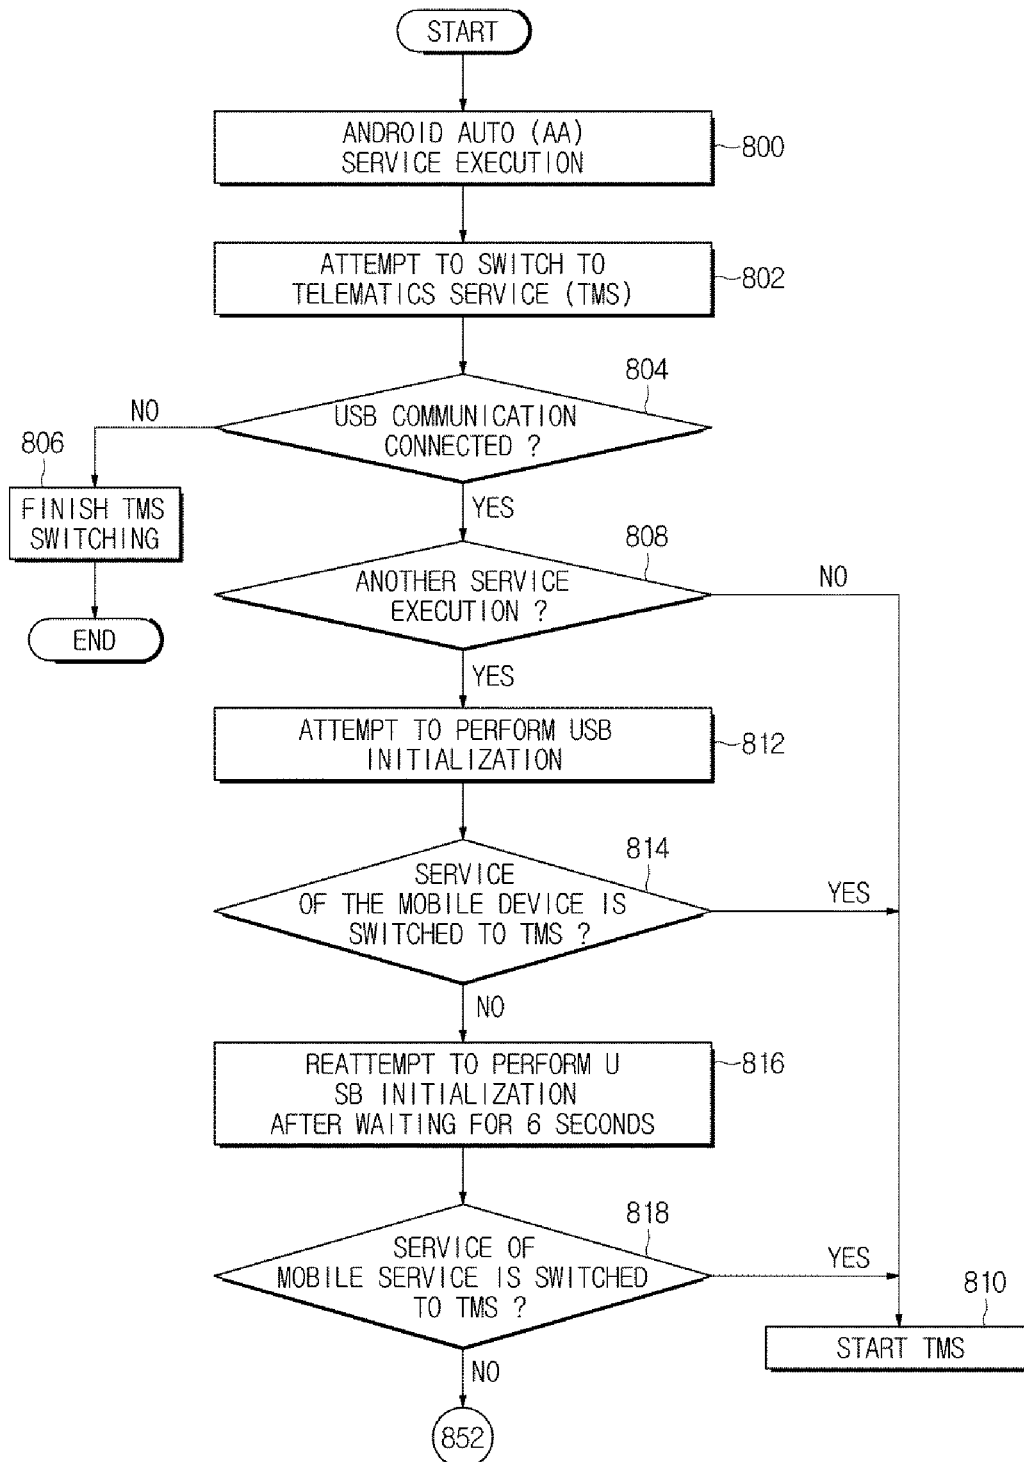 START
ANDROID AUTO (AA)
SERVICE EXECUTION
800
ATTEMPT TO SWITCH TO
TELEMATICS SERVICE (TMS)
802
804
USB COMMUNICATION
CONNECTED ?
NO
YES
806
FINISH TMS
SWITCHING
END
808
ANOTHER SERVICE
EXECUTION ?
NO
YES
ATTEMPT TO PERFORM USB
INITIALIZATION
812
814
SERVICE
OF THE MOBILE DEVICE IS
SWITCHED TO TMS ?
YES
NO
REATTEMPT TO PERFORM U
SB INITIALIZATION
AFTER WAITING FOR 6 SECONDS
816
818
SERVICE OF
MOBILE SERVICE IS SWITCHED
TO TMS ?
YES
NO
810
START TMS
852